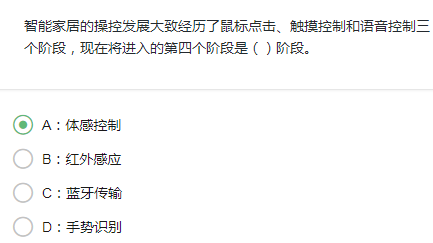 智能家居的操控发展大致经历了鼠标点击、触摸控制和语音控制三
个阶段，现在将进入的第四个阶段是（ ）阶段。
A：体感控制
B：红外感应
C：蓝牙传输
D：手势识别